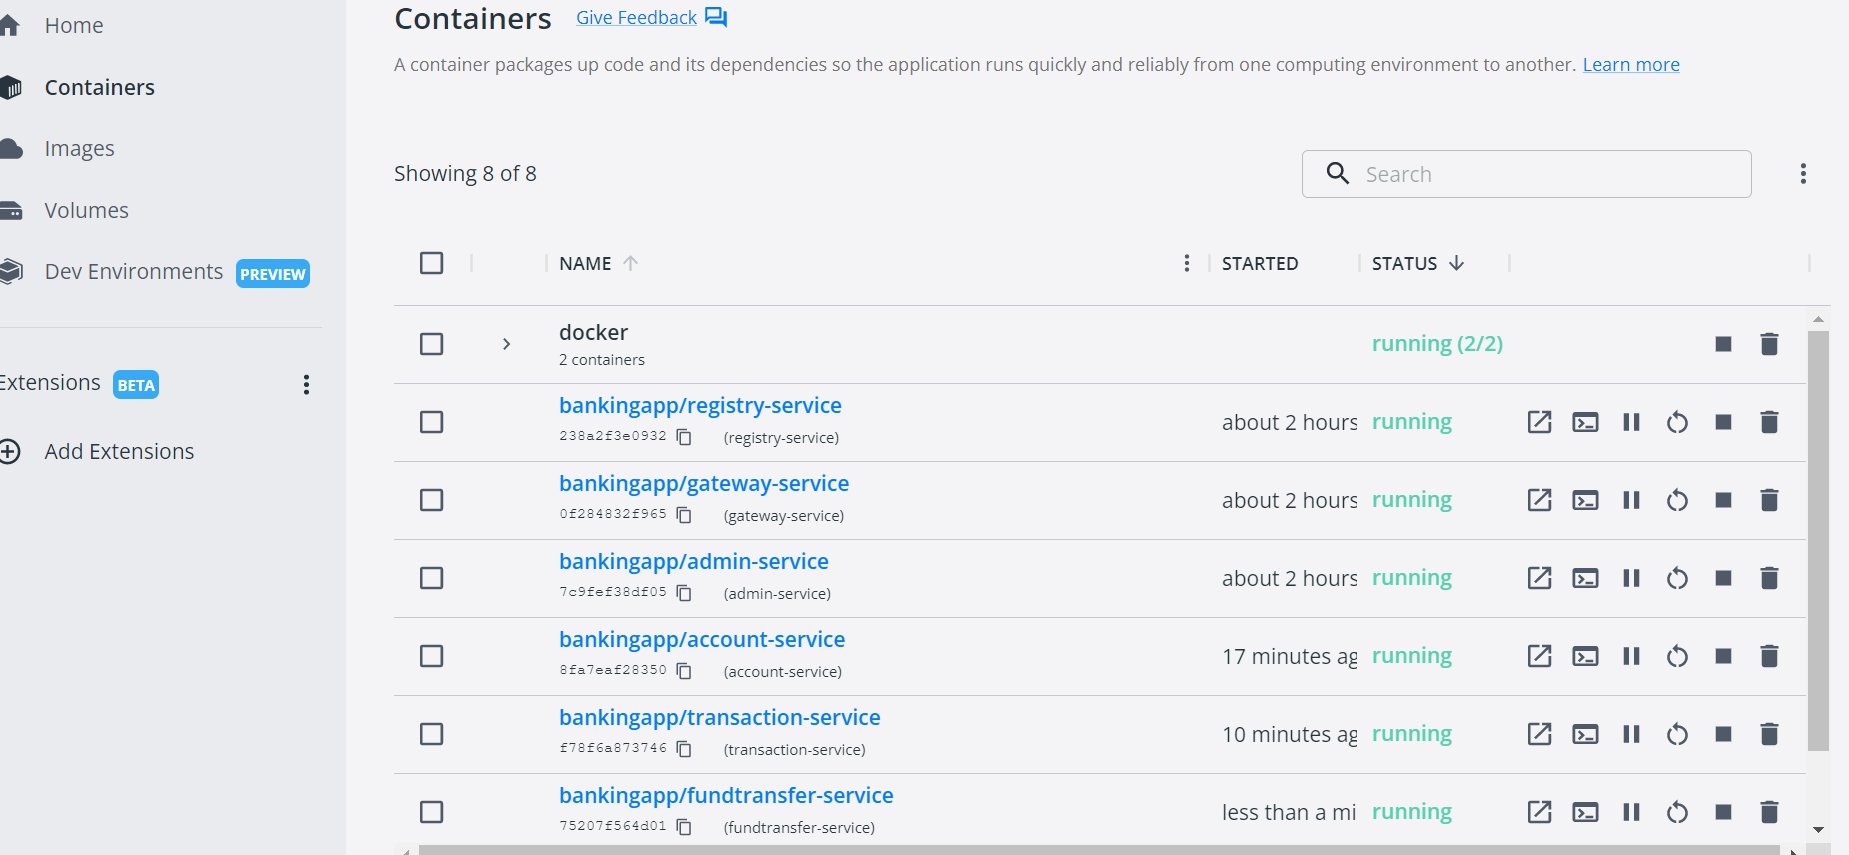 Home
Containers
Images
Volumes
Dev Environments PREVIEW
Extensions BETA
Add Extensions
Containers Give Feedback
A container packages up code and its dependencies so the application runs quickly and reliably from one computing environment to another. Learn more
Showing 8 of 8
Search
NAME STARTED STATUS
docker
2 containers
running (2/2)
bankingapp/registry-service
238a2f3e0932 (registry-service)
about 2 hours running
bankingapp/gateway-service
0f284832f965 (gateway-service)
about 2 hours running
bankingapp/admin-service
7c9fef38df05 (admin-service)
about 2 hours running
bankingapp/account-service
8fa7eaf28350 (account-service)
17 minutes ag running
bankingapp/transaction-service
f78f6a873746 (transaction-service)
10 minutes ag running
bankingapp/fundtransfer-service
75207f564d01 (fundtransfer-service)
less than a mi running